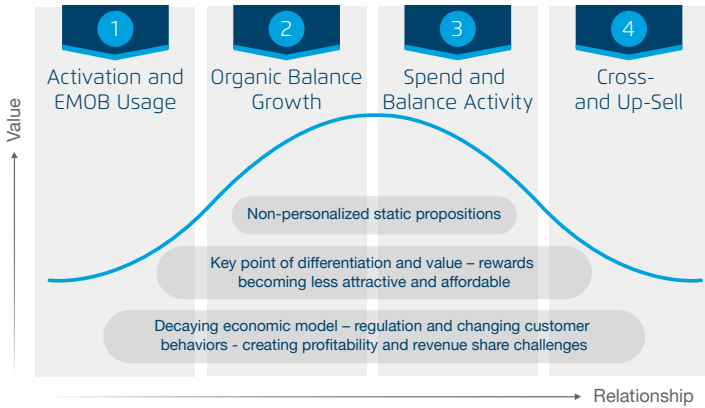 1
Activation and
EMOB Usage
2
Organic Balance
Growth
3
Spend and
Balance Activity
4
Cross-
and Up-Sell
Value
Non-personalized static propositions
Key point of differentiation and value – rewards
becoming less attractive and affordable
Decaying economic model – regulation and changing customer
behaviors - creating profitability and revenue share challenges
Relationship